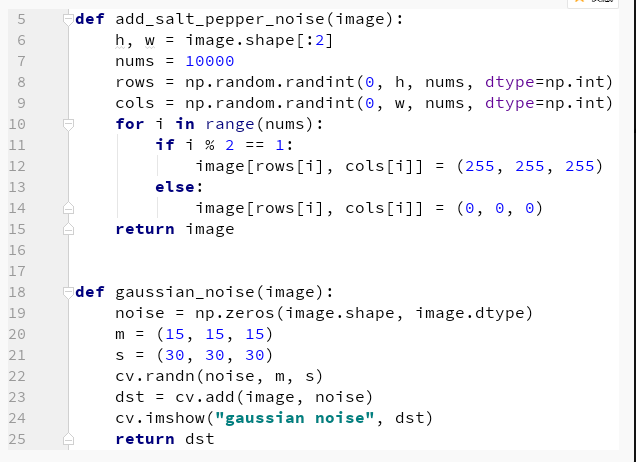 5 def add_salt_pepper_noise(image):
6     h, w = image.shape[:2]
7     nums = 10000
8     rows = np.random.randint(0, h, nums, dtype=np.int)
9     cols = np.random.randint(0, w, nums, dtype=np.int)
10     for i in range(nums):
11         if i % 2 == 1:
12             image[rows[i], cols[i]] = (255, 255, 255)
13         else:
14             image[rows[i], cols[i]] = (0, 0, 0)
15     return image
16
17
18 def gaussian_noise(image):
19     noise = np.zeros(image.shape, image.dtype)
20     m = (15, 15, 15)
21     s = (30, 30, 30)
22     cv.randn(noise, m, s)
23     dst = cv.add(image, noise)
24     cv.imshow("gaussian noise", dst)
25     return dst